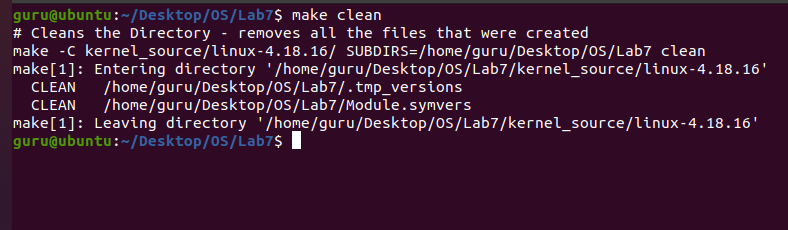 guru@ubuntu:~/Desktop/OS/Lab7$ make clean
# Cleans the Directory - removes all the files that were created
make -C kernel_source/linux-4.18.16/ SUBDIRS=/home/guru/Desktop/OS/Lab7 clean
make[1]: Entering directory '/home/guru/Desktop/OS/Lab7/kernel_source/linux-4.18.16'
  CLEAN   /home/guru/Desktop/OS/Lab7/.tmp_versions
  CLEAN   /home/guru/Desktop/OS/Lab7/Module.symvers
make[1]: Leaving directory '/home/guru/Desktop/OS/Lab7/kernel_source/linux-4.18.16'
guru@ubuntu:~/Desktop/OS/Lab7$